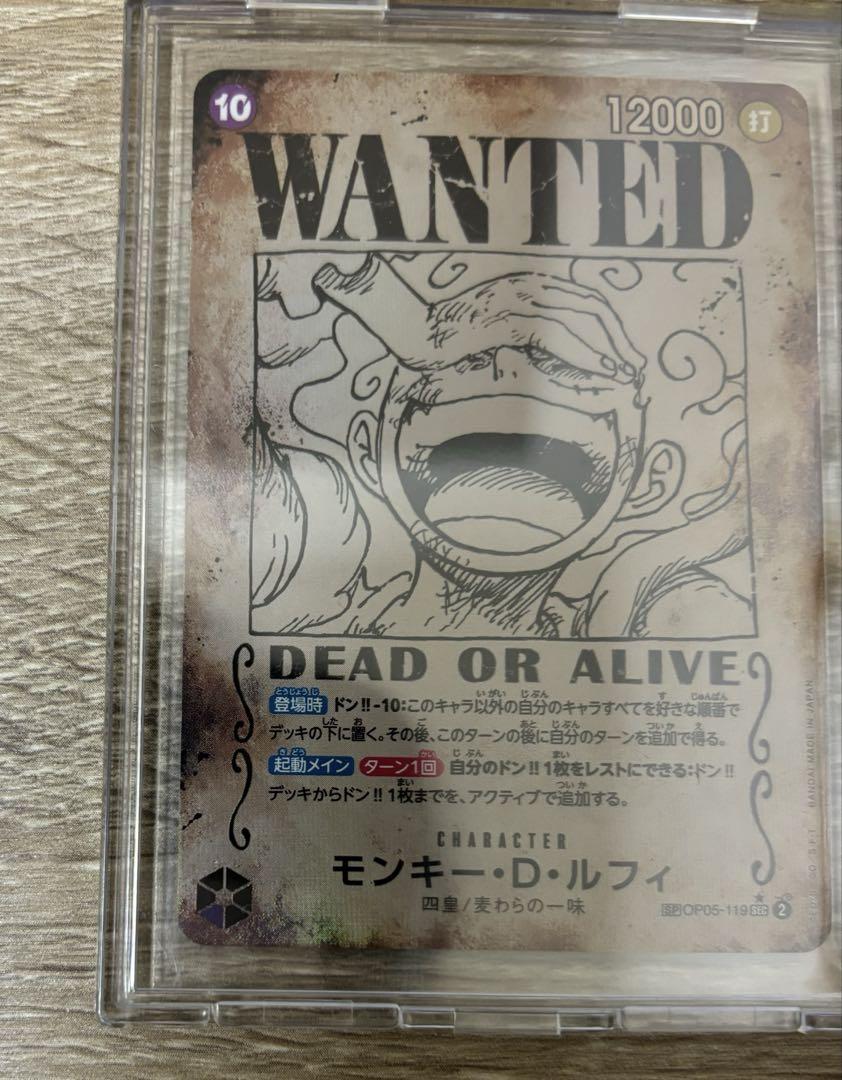 10
12000
打
WANTED
DEAD OR ALIVE
登場時 ドン!!-10:このキャラ以外の自分のキャラすべてを好きな順番で
デッキの下に置く。その後、このターンの後に自分のターンを追加で得る。
起動メイン ターン1回 自分のドン!!1枚をレストにできる:ドン!!
デッキからドン!!1枚までを、アクティブで追加する。
CHARACTER
モンキー・D・ルフィ
四皇/麦わらの一味
SP OP05-119 SEC 2
BANDAI MADE IN JAPAN